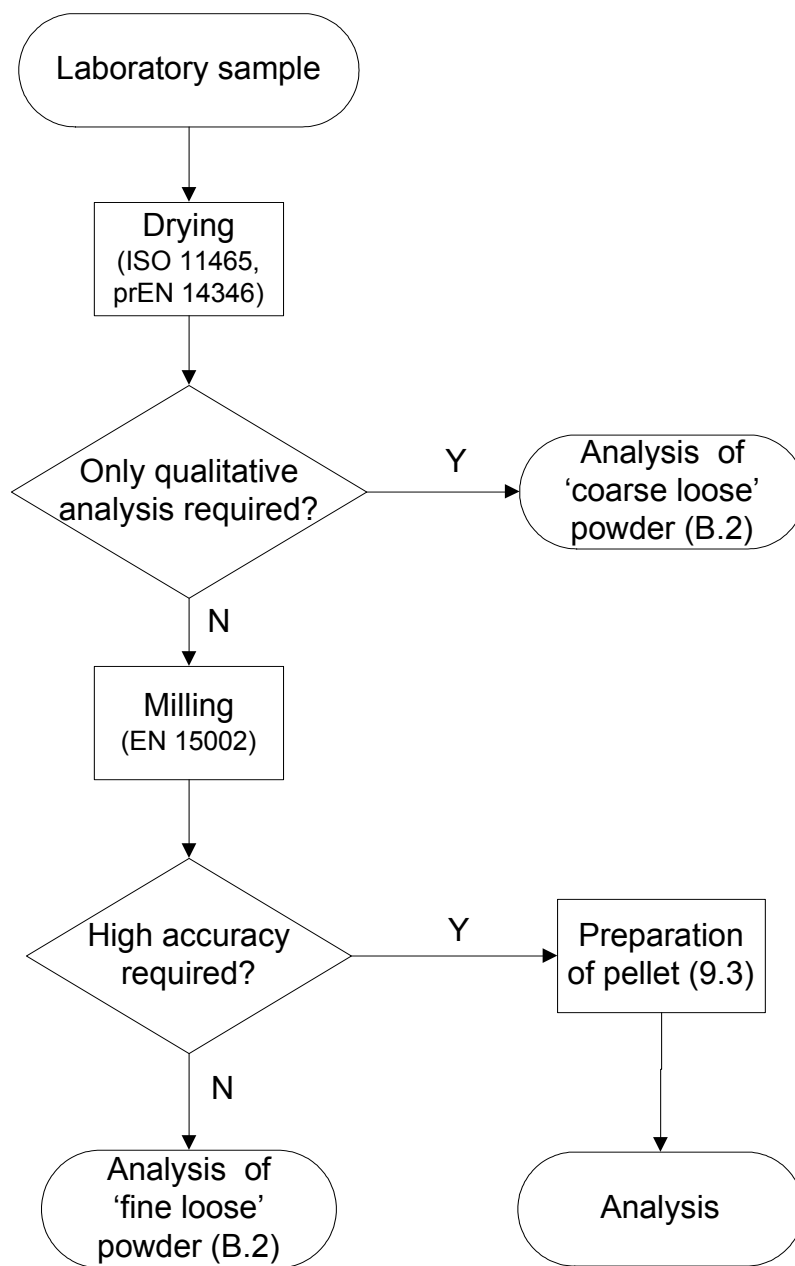 Laboratory sample
Drying
(ISO 11465,
prEN 14346)
Only qualitative
analysis required?
Y
Analysis of
‘coarse loose’
powder (B.2)
N
Milling
(EN 15002)
High accuracy
required?
Y
Preparation
of pellet (9.3)
N
Analysis of
‘fine loose’
powder (B.2)
Analysis